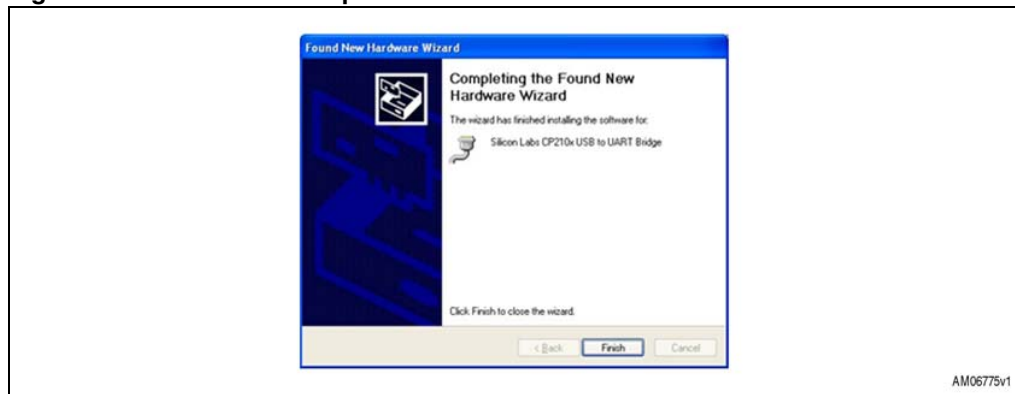 Found New Hardware Wizard
Completing the Found New
Hardware Wizard
The wizard has finished installing the software for:
Silicon Labs CP210x USB to UART Bridge
Click Finish to close the wizard.
< Back
Finish
Cancel
AM06775v1